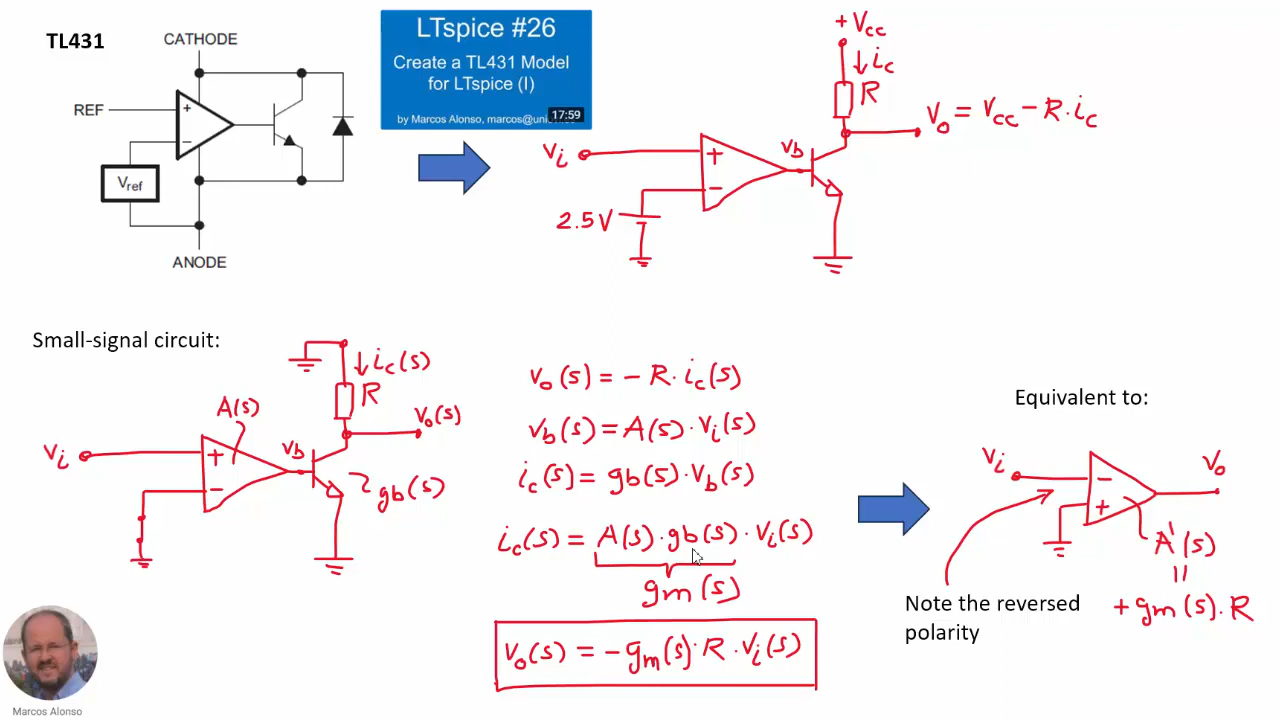 TL431
CATHODE
REF
+
−
Vref
ANODE
LTspice #26
Create a TL431 Model
for LTspice (I)
by Marcos Alonso, marcos@uni
17:59
+Vcc
ic
R
Vo = Vcc − R·ic
Vi
+
−
Vb
2.5V
Small-signal circuit:
ic(s)
R
A(s)
Vo(s)
Vi
+
−
Vb
gb(s)
vo(s) = − R·ic(s)
vb(s) = A(s)·Vi(s)
ic(s) = gb(s)·Vb(s)
ic(s) = A(s)·gb(s)·Vi(s)
gm(s)
vo(s) = − gm(s)·R·Vi(s)
Equivalent to:
Vi
−
+
Vo
A'(s)
=
+gm(s)·R
Note the reversed
polarity
Marcos Alonso